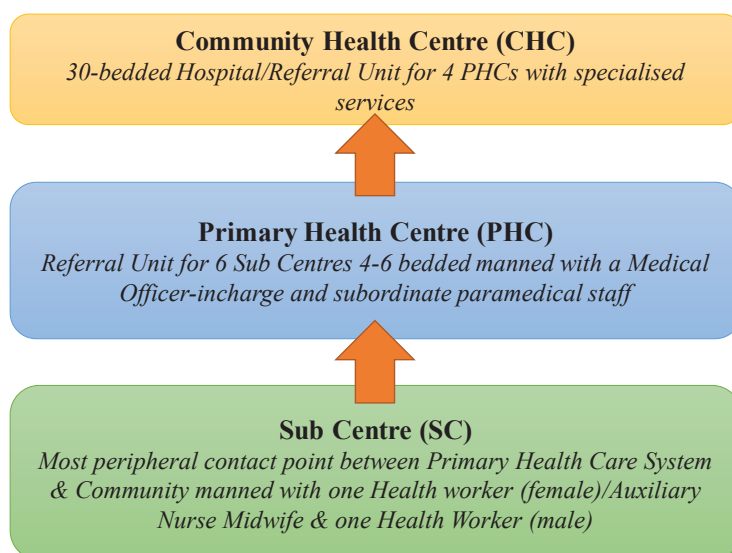 Community Health Centre (CHC)
30-bedded Hospital/Referral Unit for 4 PHCs with specialised
services
Primary Health Centre (PHC)
Referral Unit for 6 Sub Centres 4-6 bedded manned with a Medical
Officer-incharge and subordinate paramedical staff
Sub Centre (SC)
Most peripheral contact point between Primary Health Care System
& Community manned with one Health worker (female)/Auxiliary
Nurse Midwife & one Health Worker (male)